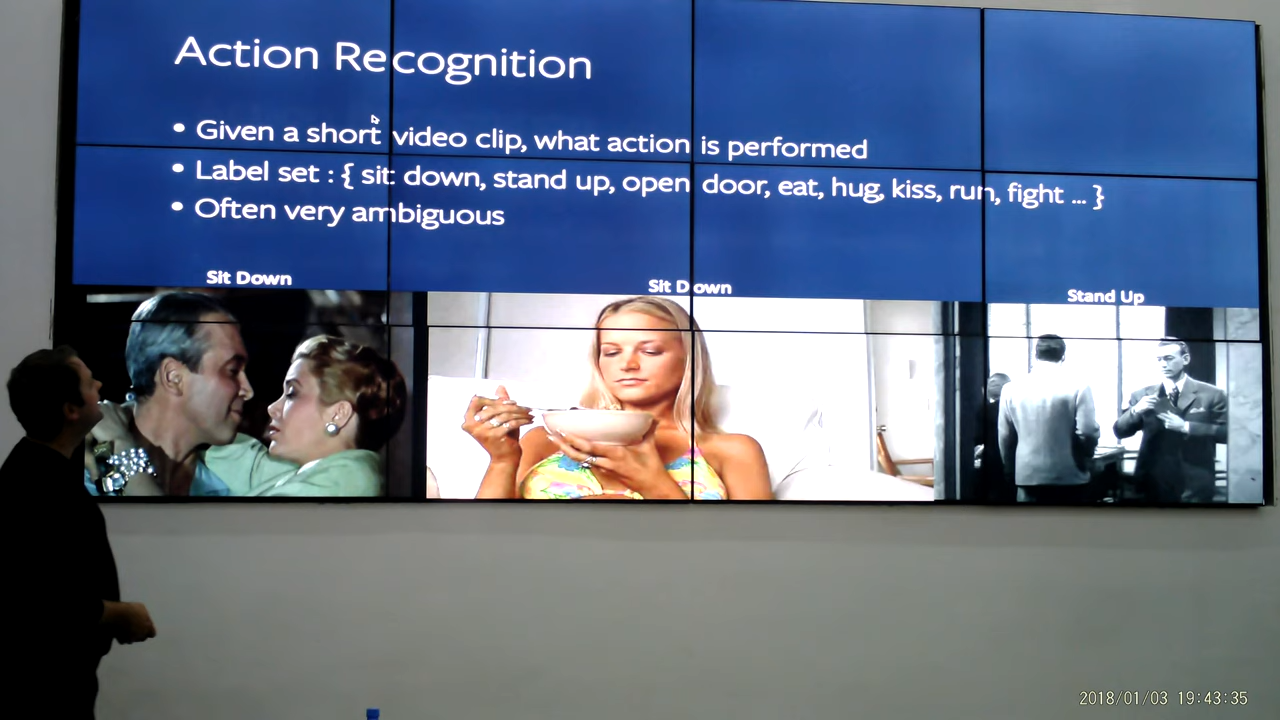 Action Recognition
• Given a short video clip, what action is performed
• Label set : { sit down, stand up, open door, eat, hug, kiss, run, fight ... }
• Often very ambiguous
Sit Down
Sit Down
Stand Up
2018/01/03 19:43:35